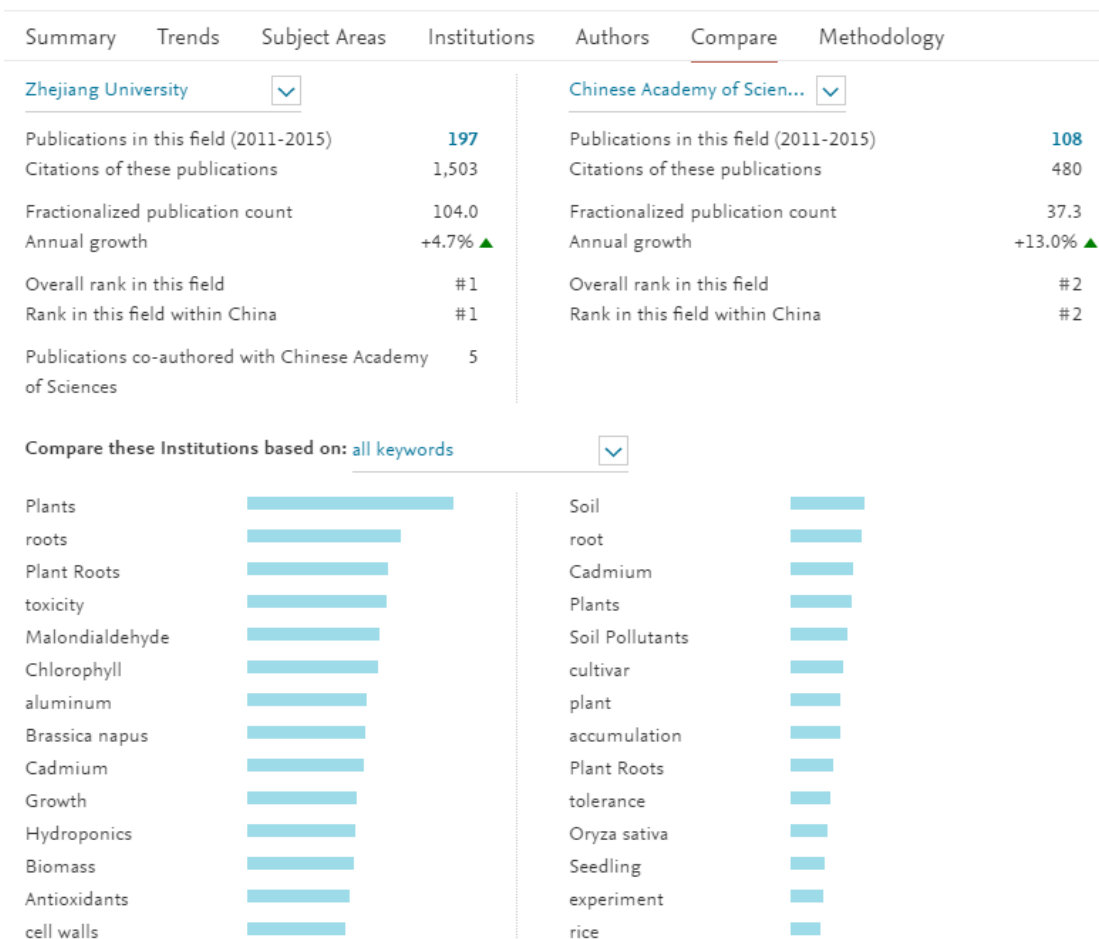 Summary Trends Subject Areas Institutions Authors Compare Methodology
Zhejiang University
Publications in this field (2011-2015) 197
Citations of these publications 1,503
Fractionalized publication count 104.0
Annual growth +4.7%
Overall rank in this field #1
Rank in this field within China #1
Publications co-authored with Chinese Academy 5
of Sciences
Chinese Academy of Scien...
Publications in this field (2011-2015) 108
Citations of these publications 480
Fractionalized publication count 37.3
Annual growth +13.0%
Overall rank in this field #2
Rank in this field within China #2
Compare these Institutions based on: all keywords
Plants
roots
Plant Roots
toxicity
Malondialdehyde
Chlorophyll
aluminum
Brassica napus
Cadmium
Growth
Hydroponics
Biomass
Antioxidants
cell walls
Soil
root
Cadmium
Plants
Soil Pollutants
cultivar
plant
accumulation
Plant Roots
tolerance
Oryza sativa
Seedling
experiment
rice